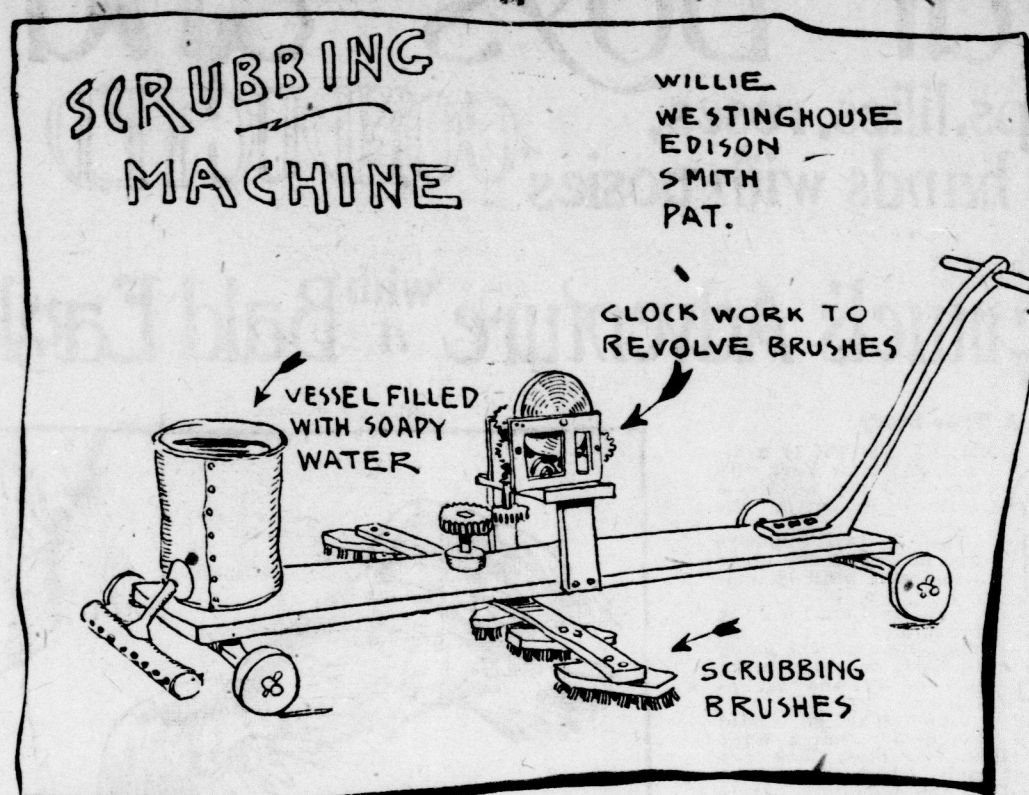 SCRUBBING
MACHINE
WILLIE
WESTINGHOUSE
EDISON
SMITH
PAT.
CLOCK WORK TO
REVOLVE BRUSHES
VESSEL FILLED
WITH SOAPY
WATER
SCRUBBING
BRUSHES